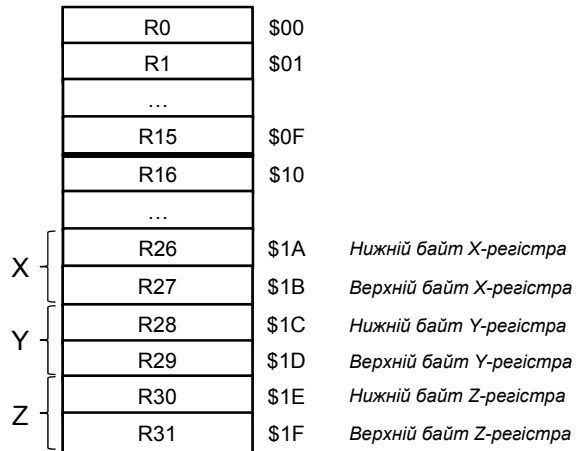 R0 $00
R1 $01
…
R15 $0F
R16 $10
…
X R26 $1A Нижній байт X-регістра
R27 $1B Верхній байт X-регістра
Y R28 $1C Нижній байт Y-регістра
R29 $1D Верхній байт Y-регістра
Z R30 $1E Нижній байт Z-регістра
R31 $1F Верхній байт Z-регістра